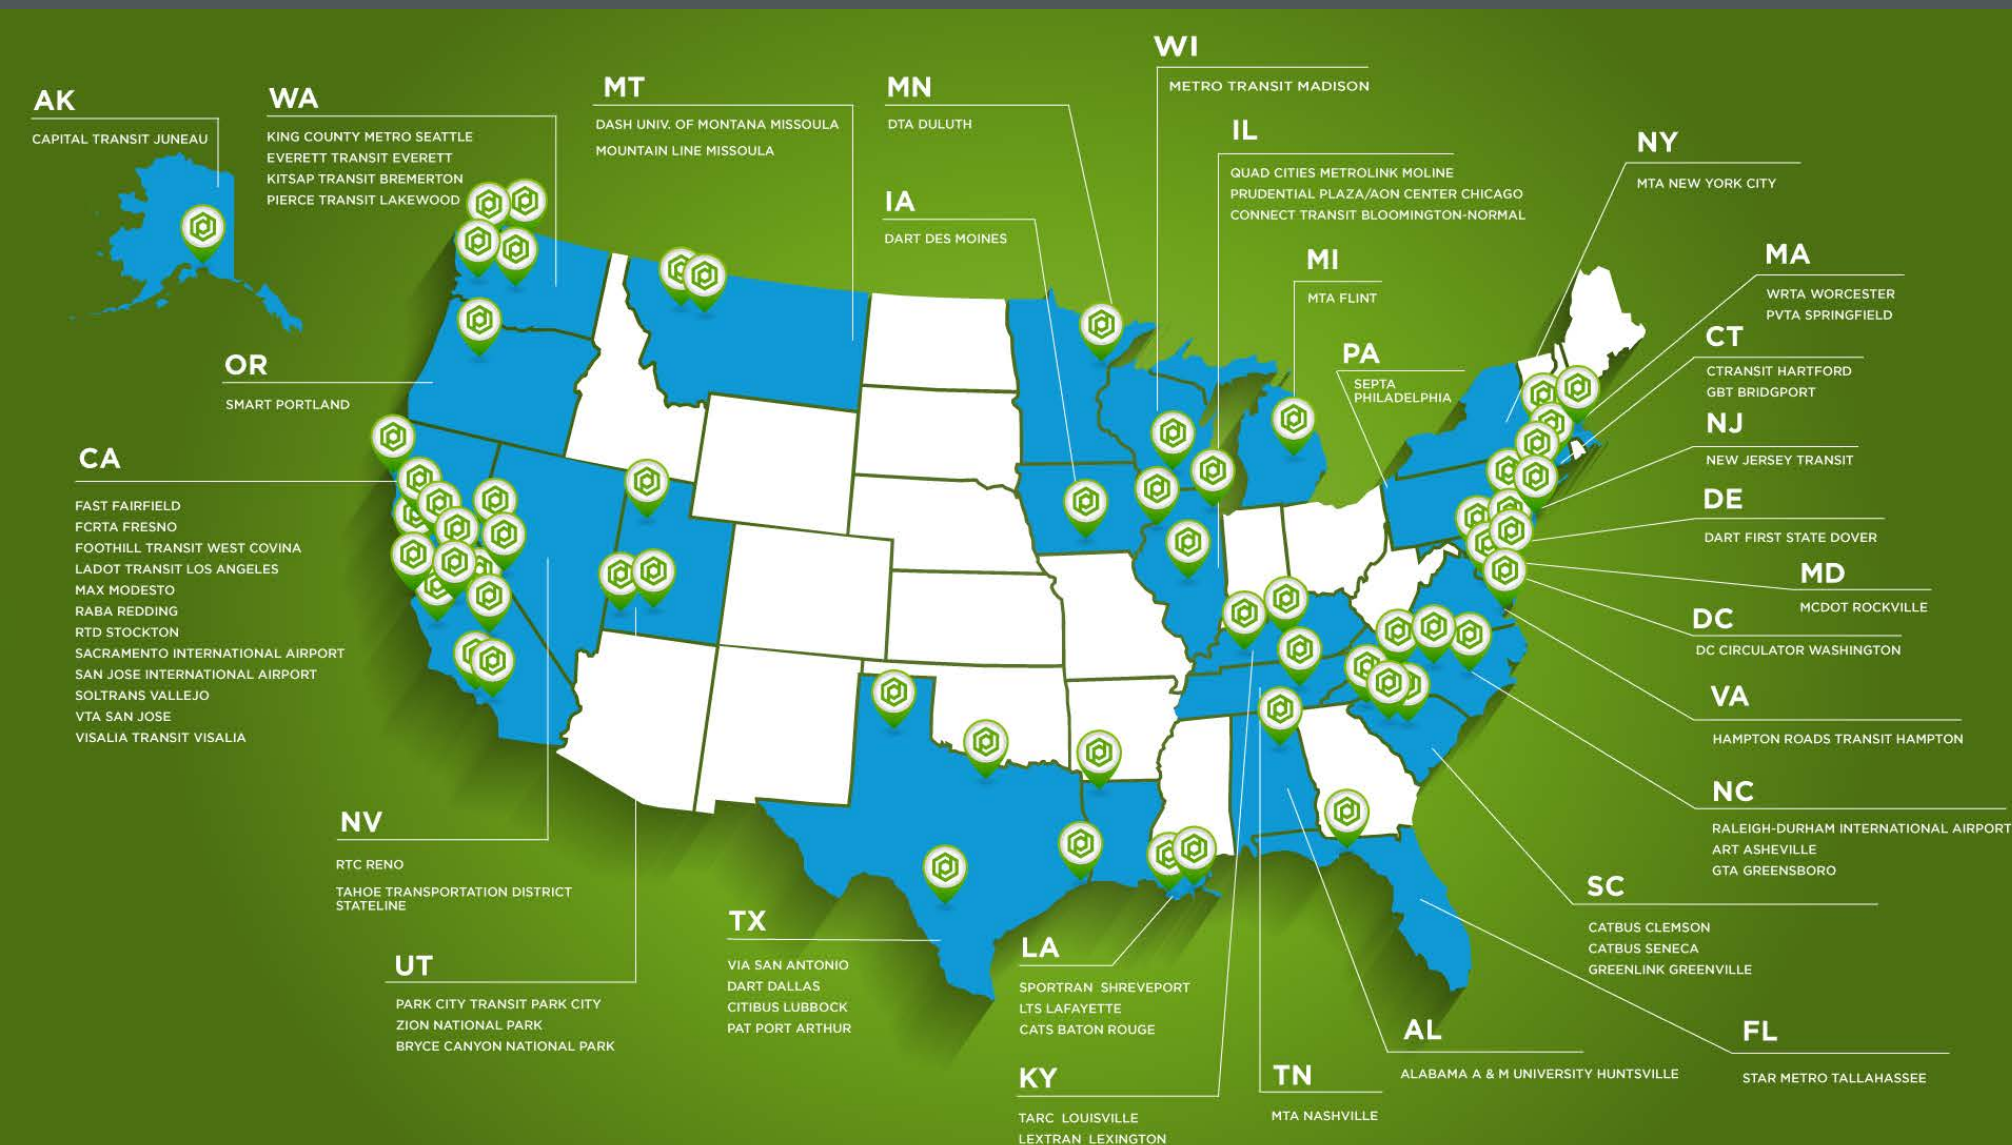 AK
CAPITAL TRANSIT JUNEAU
WA
KING COUNTY METRO SEATTLE
EVERETT TRANSIT EVERETT
KITSAP TRANSIT BREMERTON
PIERCE TRANSIT LAKEWOOD
MT
DASH UNIV. OF MONTANA MISSOULA
MOUNTAIN LINE MISSOULA
MN
DTA DULUTH
WI
METRO TRANSIT MADISON
IA
DART DES MOINES
IL
QUAD CITIES METROLINK MOLINE
PRUDENTIAL PLAZA/AON CENTER CHICAGO
CONNECT TRANSIT BLOOMINGTON-NORMAL
MI
MTA FLINT
NY
MTA NEW YORK CITY
PA
SEPTA
PHILADELPHIA
MA
WRTA WORCESTER
PVTA SPRINGFIELD
CT
CTRANSIT HARTFORD
GBT BRIDGPORT
NJ
NEW JERSEY TRANSIT
DE
DART FIRST STATE DOVER
MD
MCDOT ROCKVILLE
DC
DC CIRCULATOR WASHINGTON
VA
HAMPTON ROADS TRANSIT HAMPTON
NC
RALEIGH-DURHAM INTERNATIONAL AIRPORT
ART ASHEVILLE
GTA GREENSBORO
SC
CATBUS CLEMSON
CATBUS SENECA
GREENLINK GREENVILLE
FL
STAR METRO TALLAHASSEE
AL
ALABAMA A & M UNIVERSITY HUNTSVILLE
TN
MTA NASHVILLE
KY
TARC LOUISVILLE
LEXTRAN LEXINGTON
LA
SPORTRAN SHREVEPORT
LTS LAFAYETTE
CATS BATON ROUGE
TX
VIA SAN ANTONIO
DART DALLAS
CITIBUS LUBBOCK
PAT PORT ARTHUR
UT
PARK CITY TRANSIT PARK CITY
ZION NATIONAL PARK
BRYCE CANYON NATIONAL PARK
NV
RTC RENO
TAHOE TRANSPORTATION DISTRICT
STATELINE
OR
SMART PORTLAND
CA
FAST FAIRFIELD
FCRTA FRESNO
FOOTHILL TRANSIT WEST COVINA
LADOT TRANSIT LOS ANGELES
MAX MODESTO
RABA REDDING
RTD STOCKTON
SACRAMENTO INTERNATIONAL AIRPORT
SAN JOSE INTERNATIONAL AIRPORT
SOLTRANS VALLEJO
VTA SAN JOSE
VISALIA TRANSIT VISALIA